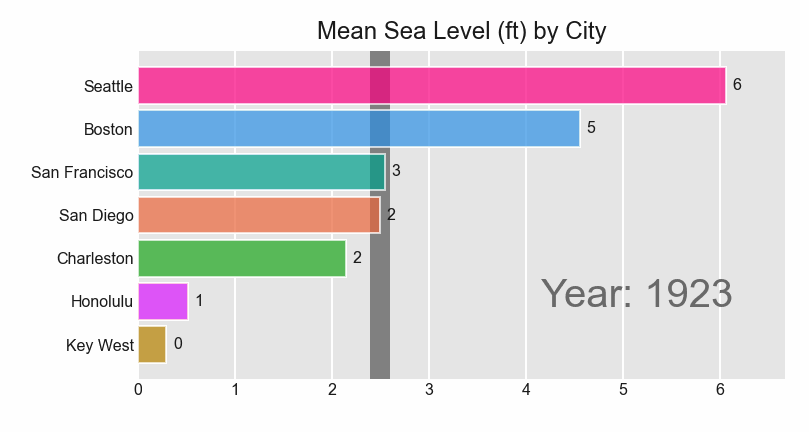 Mean Sea Level (ft) by City
Seattle 6
Boston 5
San Francisco 3
San Diego 2
Charleston 2
Honolulu 1
Year: 1923
Key West 0
0 1 2 3 4 5 6